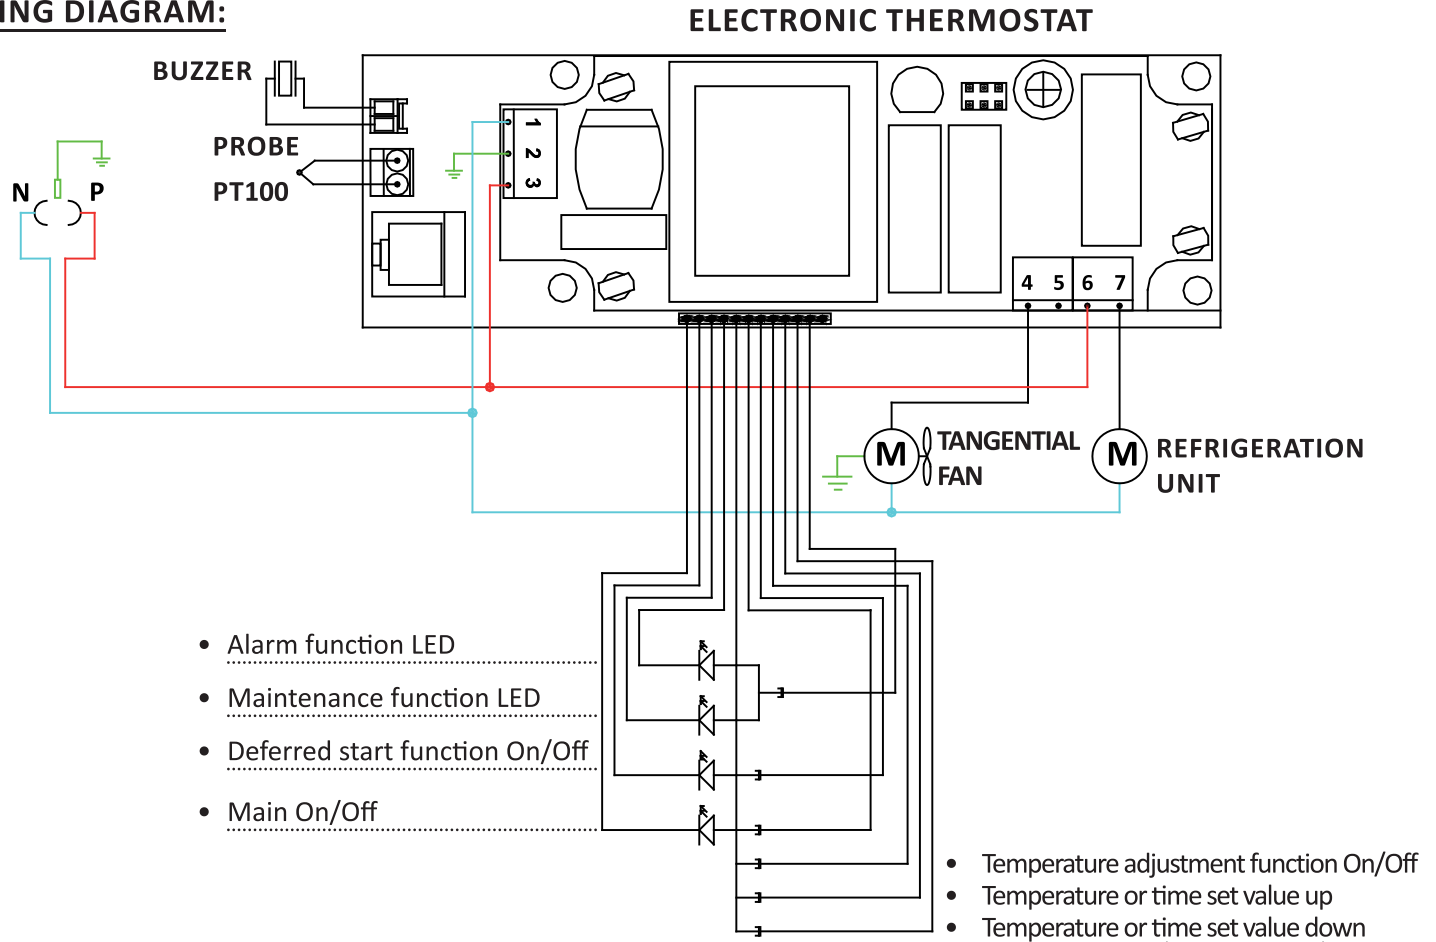 ING DIAGRAM:
ELECTRONIC THERMOSTAT
BUZZER
PROBE
PT100
N P
1
2
3
4 5 6 7
M
TANGENTIAL
FAN
M
REFRIGERATION
UNIT
• Alarm function LED
• Maintenance function LED
• Deferred start function On/Off
• Main On/Off
• Temperature adjustment function On/Off
• Temperature or time set value up
• Temperature or time set value down